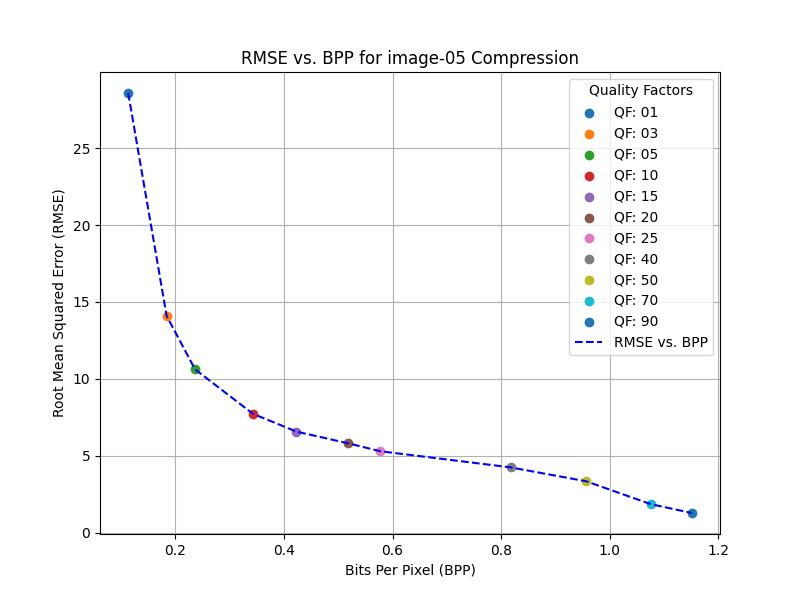 RMSE vs. BPP for image-05 Compression
Quality Factors
QF: 01
QF: 03
QF: 05
QF: 10
QF: 15
QF: 20
QF: 25
QF: 40
QF: 50
QF: 70
QF: 90
RMSE vs. BPP
Root Mean Squared Error (RMSE)
25
20
15
10
5
0
0.2 0.4 0.6 0.8 1.0 1.2
Bits Per Pixel (BPP)